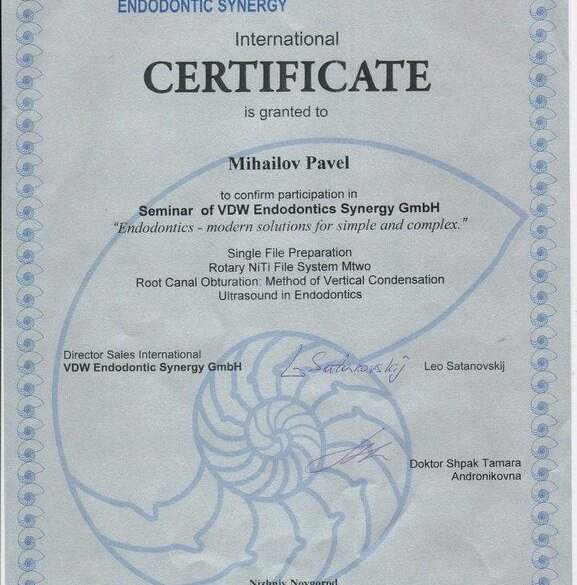 ENDODONTIC SYNERGY
International
CERTIFICATE
is granted to
Mihailov Pavel
to confirm participation in
Seminar of VDW Endodontics Synergy GmbH
"Endodontics - modern solutions for simple and complex."
Single File Preparation
Rotary NiTi File System Mtwo
Root Canal Obturation: Method of Vertical Condensation
Ultrasound in Endodontics
Director Sales International
VDW Endodontic Synergy GmbH
L Satanovskij
Leo Satanovskij
Doktor Shpak Tamara
Andronikovna
Nizhniy Novgorod